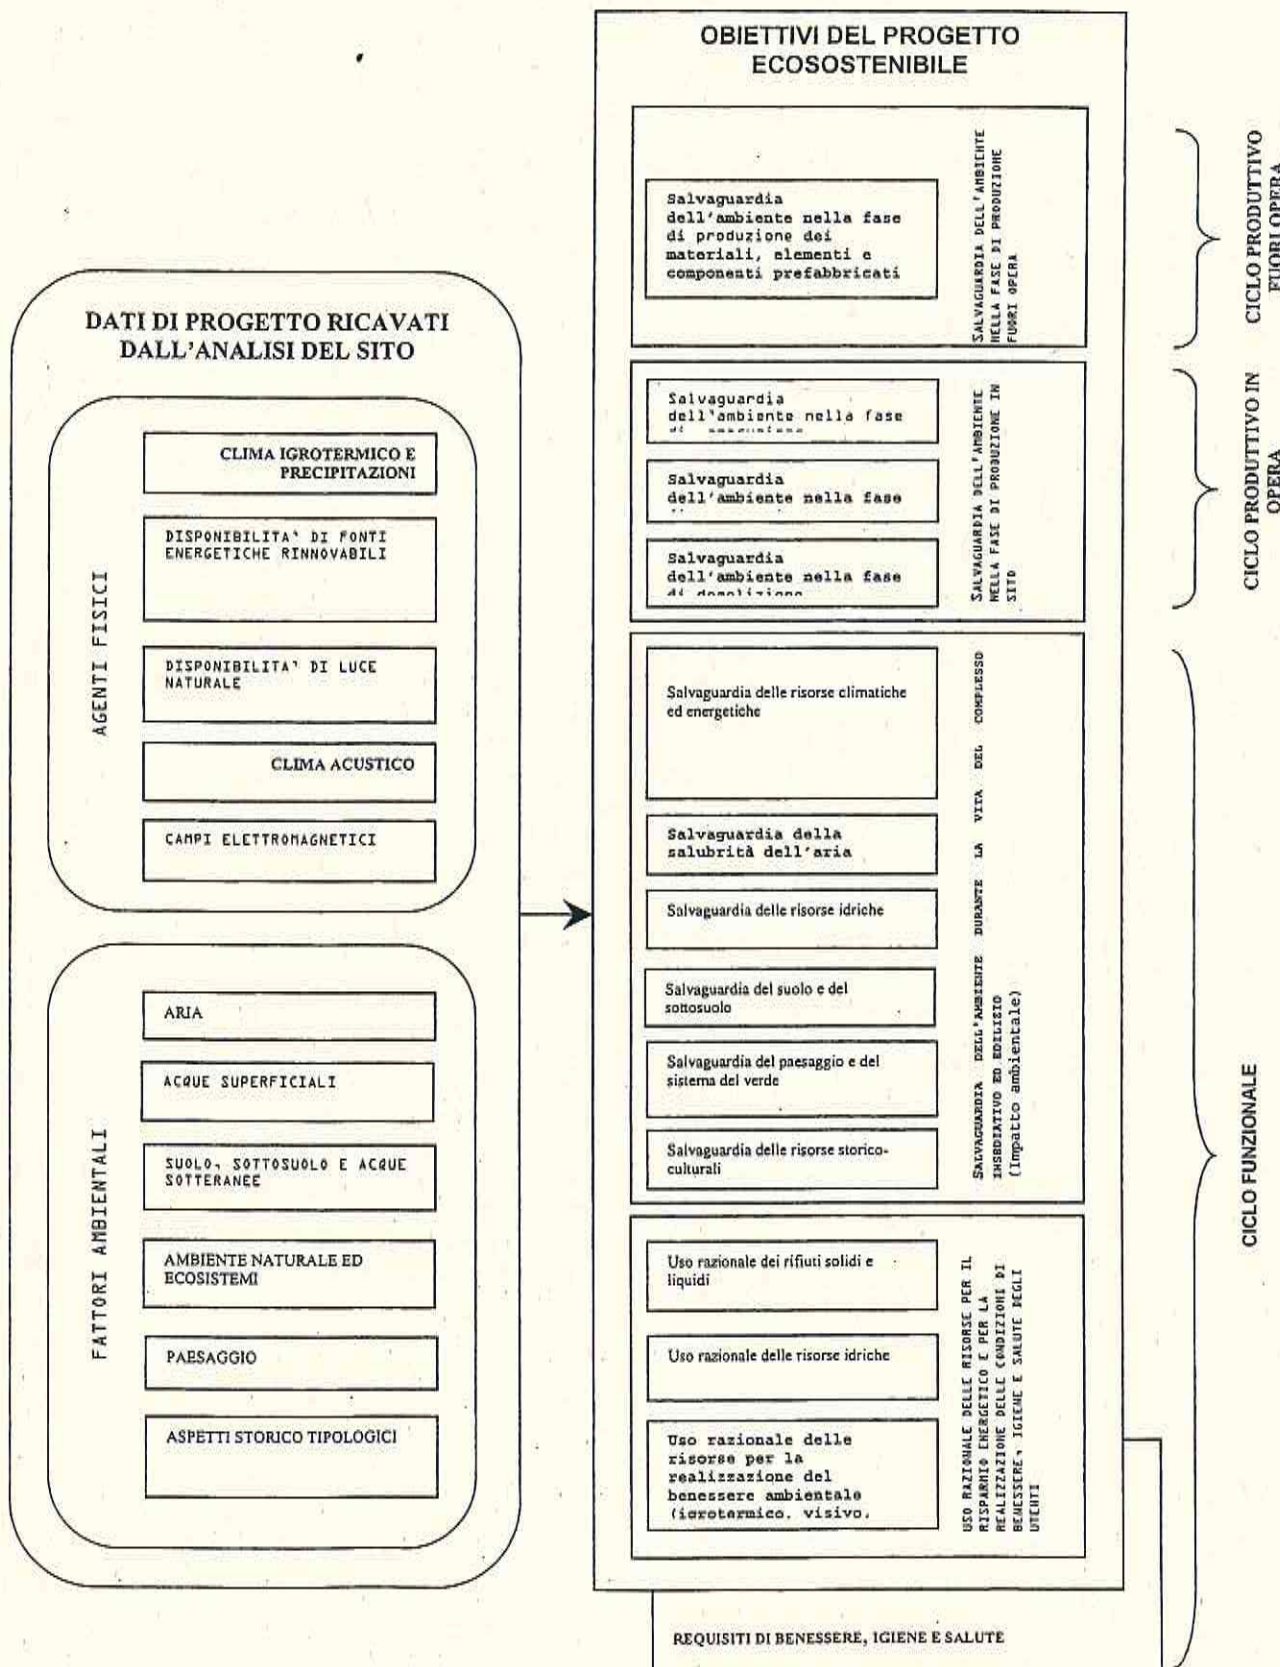 DATI DI PROGETTO RICAVATI
DALL'ANALISI DEL SITO
AGENTI FISICI
CLIMA IGROTERMICO E
PRECIPITAZIONI
DISPONIBILITA' DI FONTI
ENERGETICHE RINNOVABILI
DISPONIBILITA' DI LUCE
NATURALE
CLIMA ACUSTICO
CAMPI ELETTROMAGNETICI
FATTORI AMBIENTALI
ARIA
ACQUE SUPERFICIALI
SUOLO, SOTTOSUOLO E ACQUE
SOTTERANEE
AMBIENTE NATURALE ED
ECOSISTEMI
PAESAGGIO
ASPETTI STORICO TIPOLOGICI
OBIETTIVI DEL PROGETTO
ECOSOSTENIBILE
Salvaguardia
dell'ambiente nella fase
di produzione dei
materiali, elementi e
componenti prefabbricati
SALVAGUARDIA DELL'AMBIENTE
NELLA FASE DI PRODUZIONE
FUORI OPERA
CICLO PRODUTTIVO
FUORI OPERA
Salvaguardia
dell'ambiente nella fase
di
Salvaguardia
dell'ambiente nella fase
Salvaguardia
dell'ambiente nella fase
di demolizione
SALVAGUARDIA DELL'AMBIENTE
NELLA FASE DI PRODUZIONE IN
SITO
CICLO PRODUTTIVO IN
OPERA
Salvaguardia delle risorse climatiche
ed energetiche
Salvaguardia della
salubrità dell'aria
Salvaguardia delle risorse idriche
Salvaguardia del suolo e del
sottosuolo
Salvaguardia del paesaggio e del
sistema del verde
Salvaguardia delle risorse storico-
culturali
SALVAGUARDIA DELL'AMBIENTE DURANTE LA VITA DEL COMPLESSO
INSEDIATIVO ED EDILIZIO
(Impatto ambientale)
Uso razionale dei rifiuti solidi e
liquidi
Uso razionale delle risorse idriche
Uso razionale delle
risorse per la
realizzazione del
benessere ambientale
(igrotermico, visivo,
USO RAZIONALE DELLE RISORSE PER IL
RISPARMIO ENERGETICO E PER LA
REALIZZAZIONE DELLE CONDIZIONI DI
BENESSERE, IGIENE E SALUTE DEGLI
UTENTI
CICLO FUNZIONALE
REQUISITI DI BENESSERE, IGIENE E SALUTE